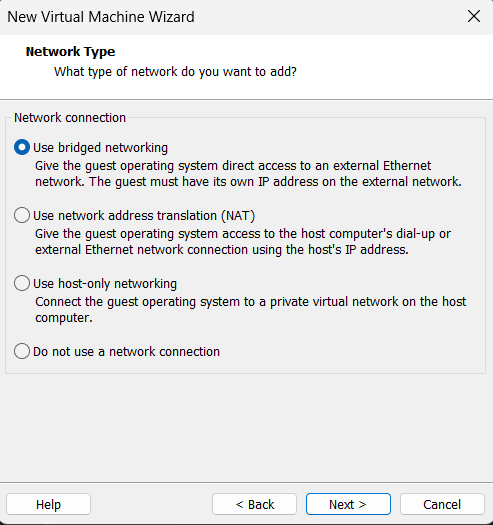 New Virtual Machine Wizard
Network Type
What type of network do you want to add?
Network connection
Use bridged networking
Give the guest operating system direct access to an external Ethernet
network. The guest must have its own IP address on the external network.
Use network address translation (NAT)
Give the guest operating system access to the host computer's dial-up or
external Ethernet network connection using the host's IP address.
Use host-only networking
Connect the guest operating system to a private virtual network on the host
computer.
Do not use a network connection
Help
< Back
Next >
Cancel